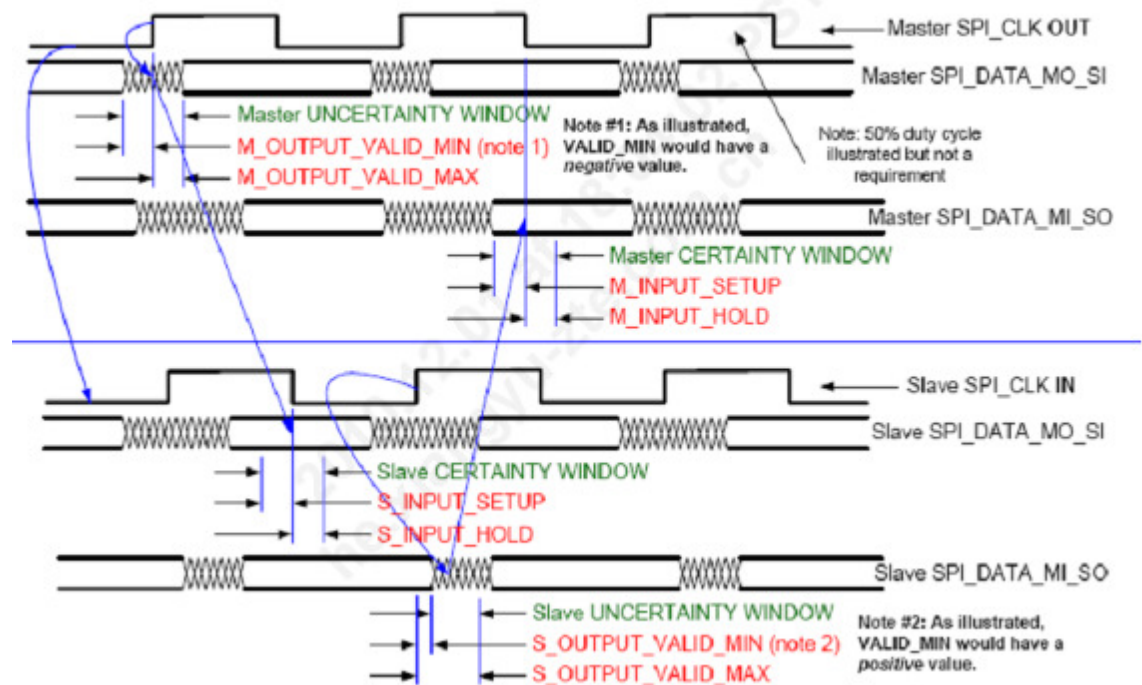 Master SPI_CLK OUT
Master SPI_DATA_MO_SI
Master UNCERTAINTY WINDOW
M_OUTPUT_VALID_MIN (note 1)
M_OUTPUT_VALID_MAX
Note #1: As illustrated,
VALID_MIN would have a
negative value.
Note: 50% duty cycle
illustrated but not a
requirement
Master SPI_DATA_MI_SO
Master CERTAINTY WINDOW
M_INPUT_SETUP
M_INPUT_HOLD
Slave SPI_CLK IN
Slave SPI_DATA_MO_SI
Slave CERTAINTY WINDOW
S_INPUT_SETUP
S_INPUT_HOLD
Slave SPI_DATA_MI_SO
Slave UNCERTAINTY WINDOW
S_OUTPUT_VALID_MIN (note 2)
S_OUTPUT_VALID_MAX
Note #2: As illustrated,
VALID_MIN would have a
positive value.